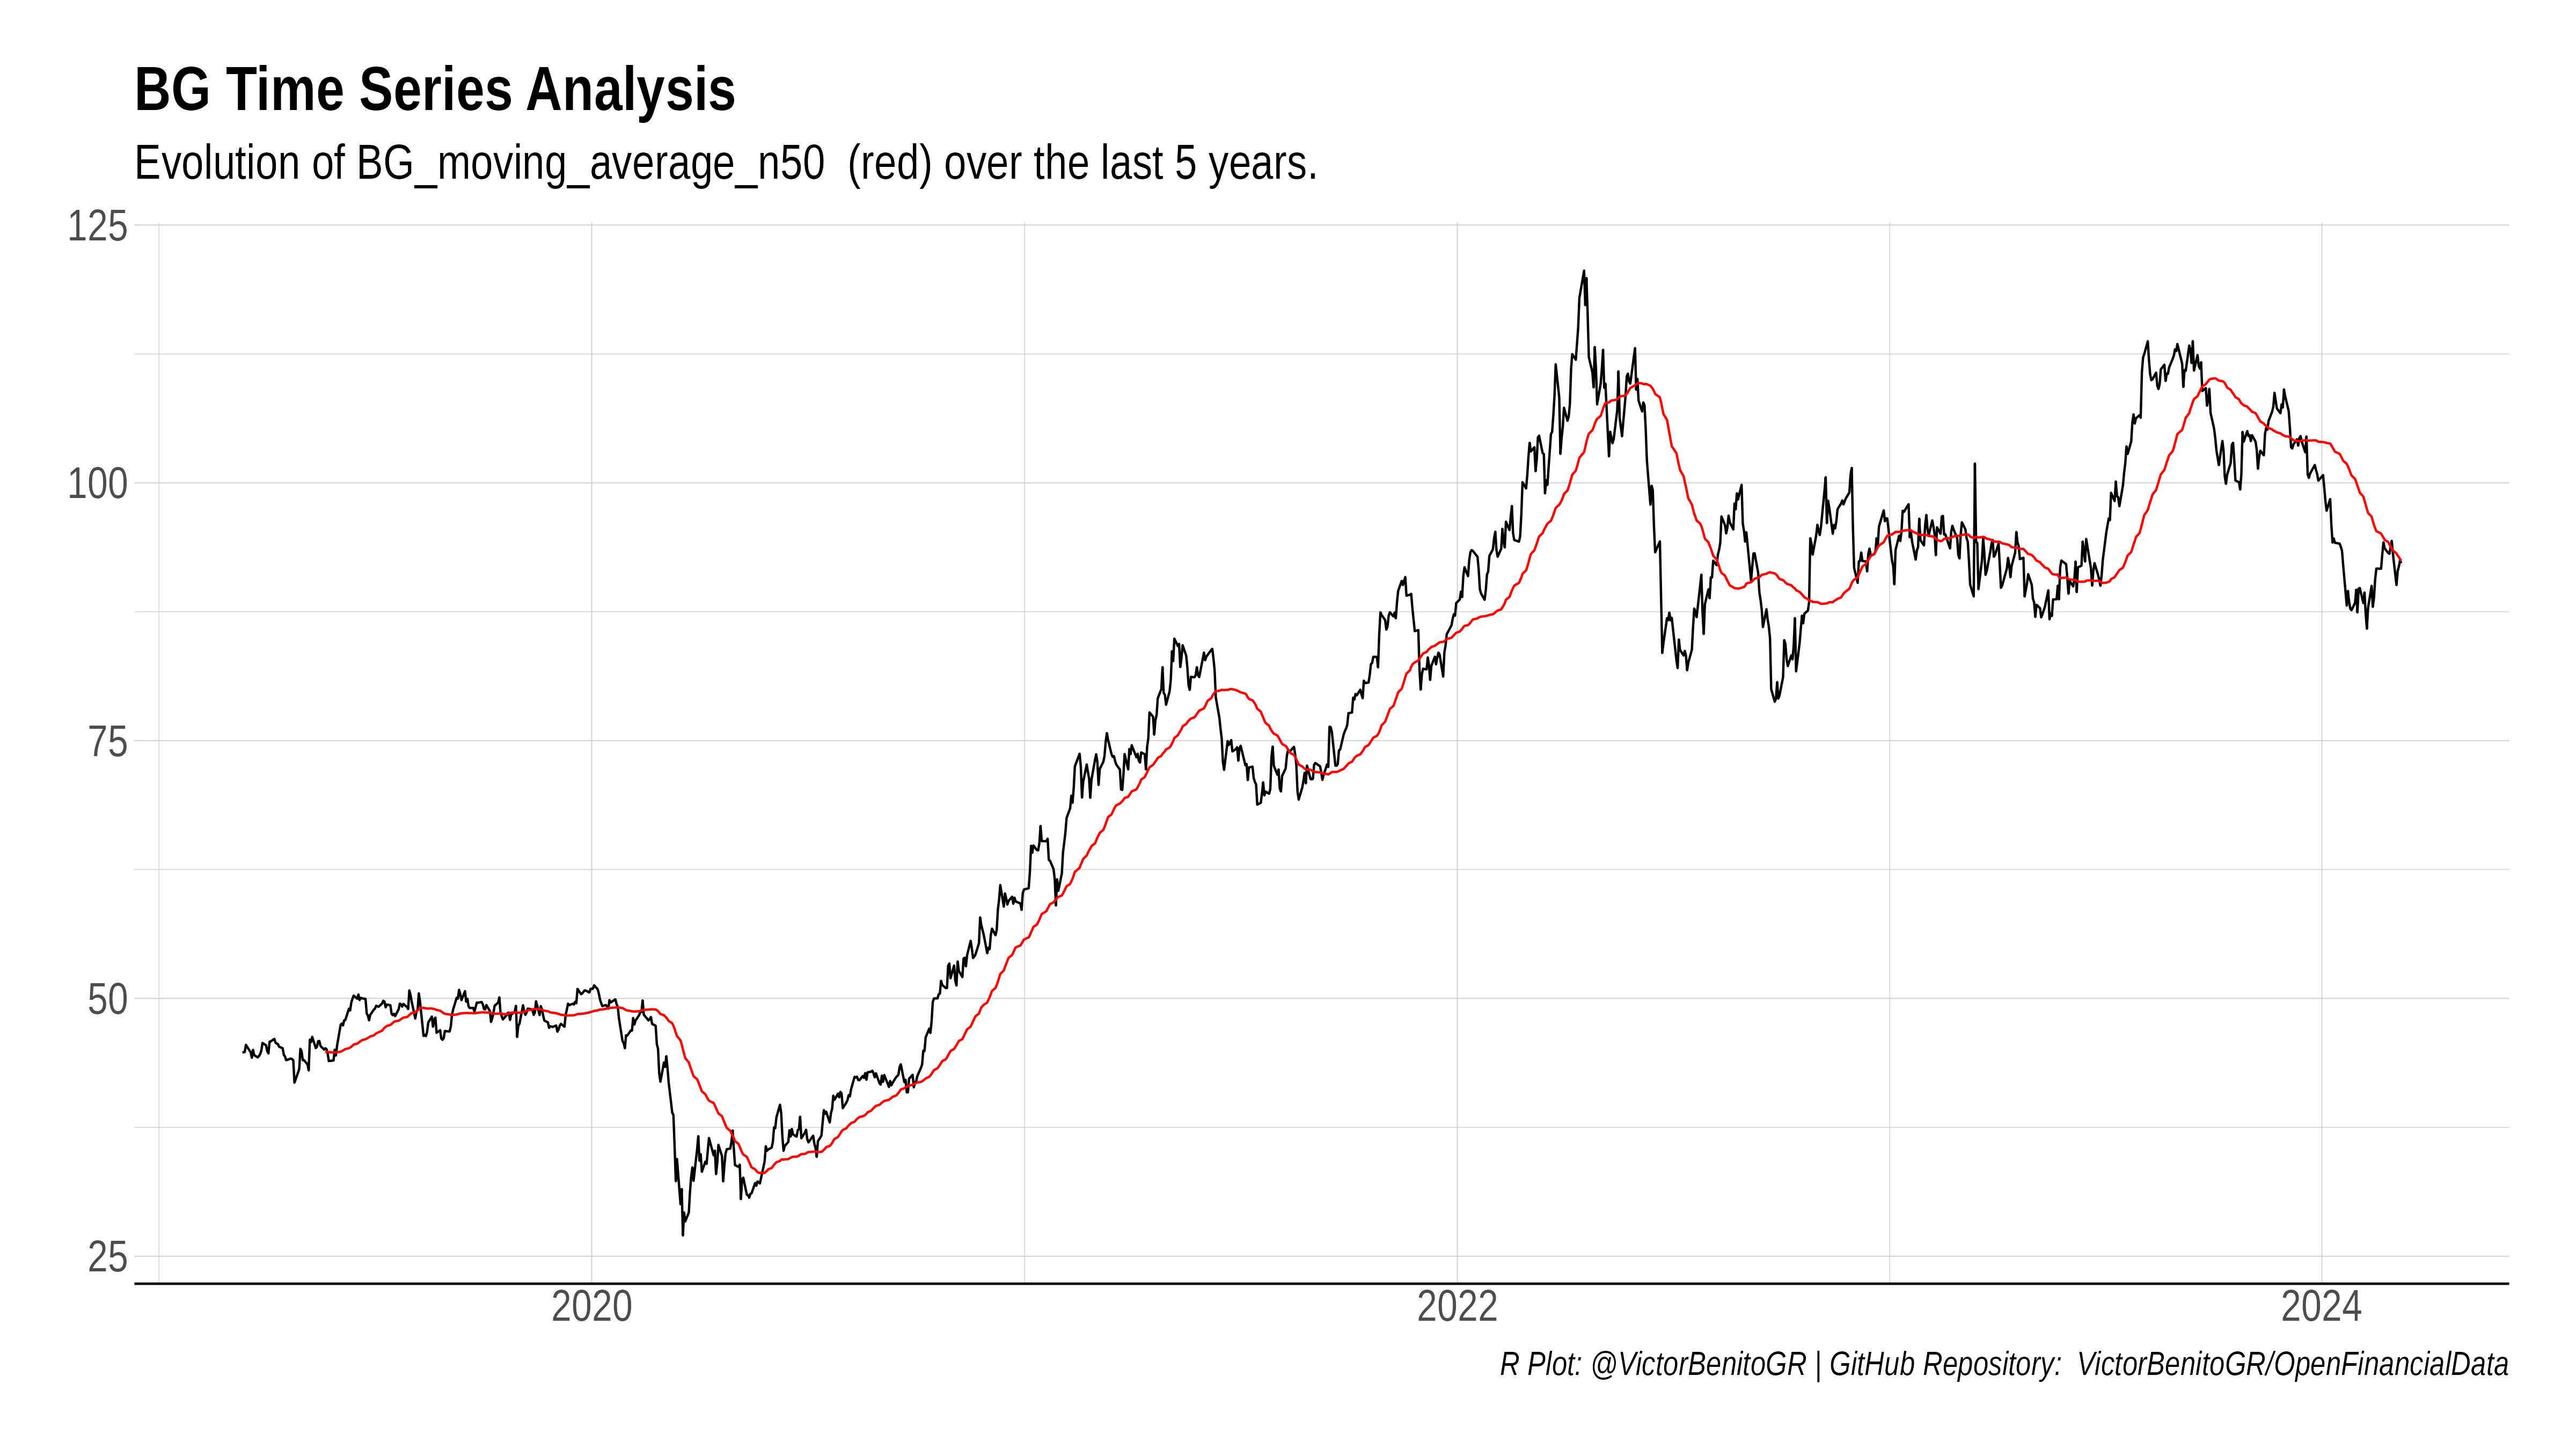 BG Time Series Analysis
Evolution of BG_moving_average_n50  (red) over the last 5 years.
125
100
75
50
25
2020 2022 2024
R Plot: @VictorBenitoGR | GitHub Repository:  VictorBenitoGR/OpenFinancialData